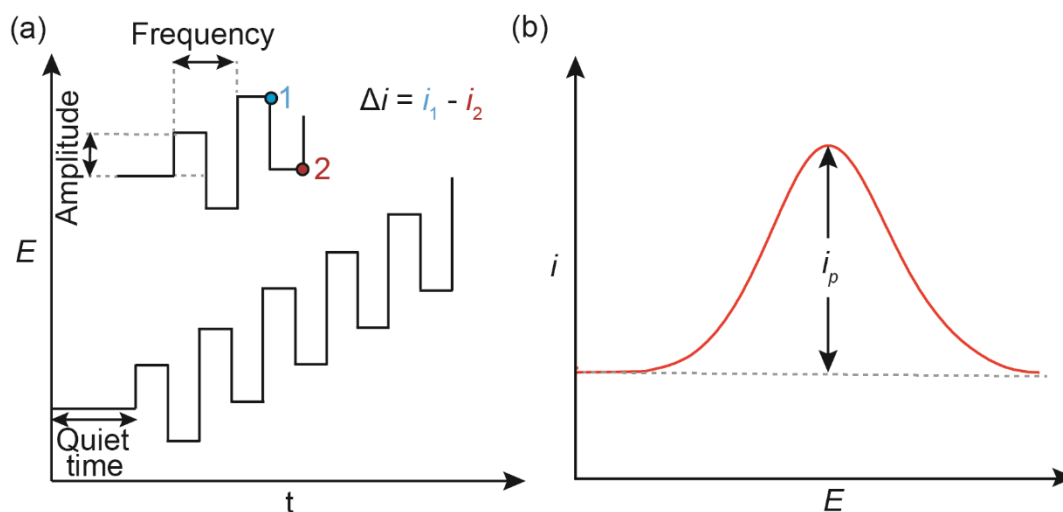 (a)
Frequency
Amplitude
1
2
Δi = i₁ - i₂
E
Quiet
time
t
(b)
i
iₚ
E